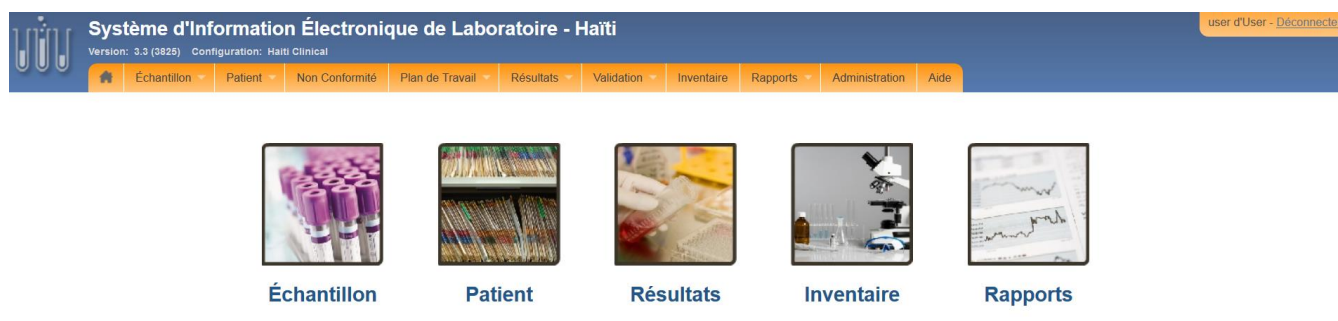 Système d'Information Électronique de Laboratoire - Haïti
user d'User - Déconnecte
Version: 3.3 (3825) Configuration: Haiti Clinical
Échantillon Patient Non Conformité Plan de Travail Résultats Validation Inventaire Rapports Administration Aide
Échantillon Patient Résultats Inventaire Rapports